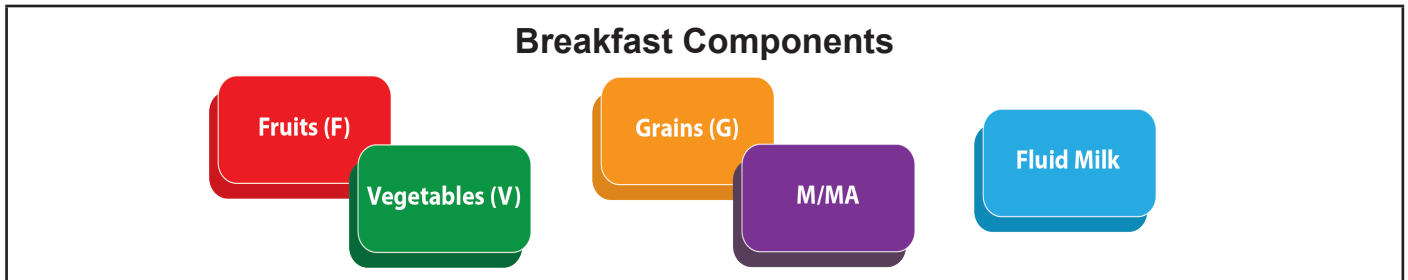 Breakfast Components
Fruits (F)
Vegetables (V)
Grains (G)
M/MA
Fluid Milk